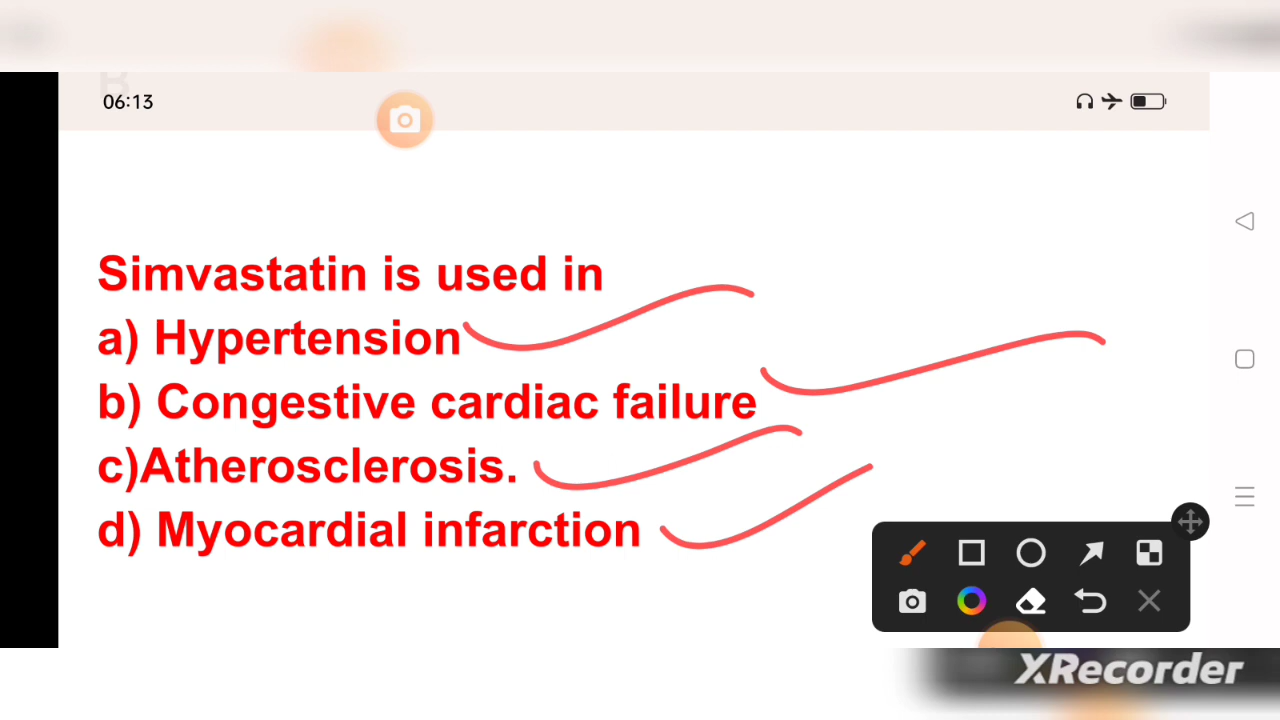 06:13
Simvastatin is used in
a) Hypertension
b) Congestive cardiac failure
c)Atherosclerosis.
d) Myocardial infarction
XRecorder